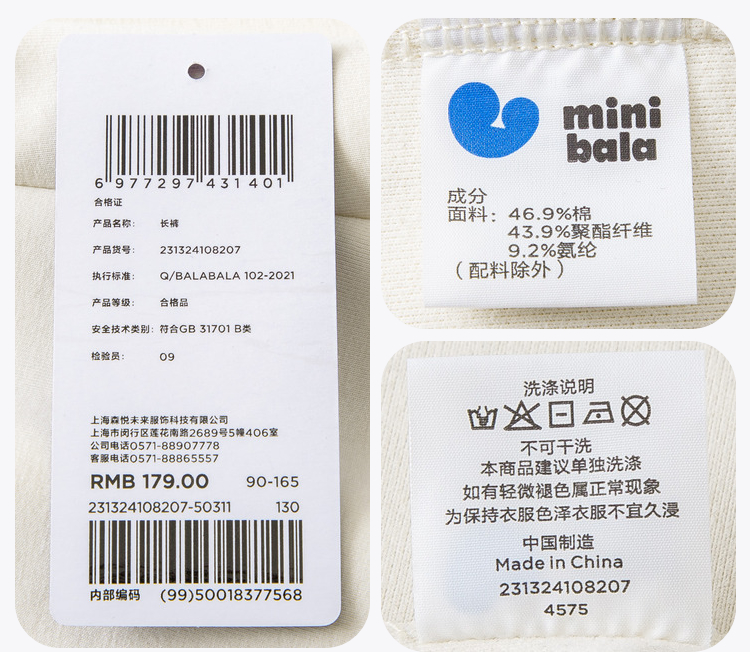 6 977297 431401
合格证
产品名称: 长裤
产品货号: 231324108207
执行标准: Q/BALABALA 102-2021
产品等级: 合格品
安全技术类别: 符合GB 31701 B类
检验员: 09
上海森悦未来服饰科技有限公司
上海市闵行区莲花南路2689号5幢406室
公司电话0571-88907778
客服电话0571-88865557
RMB 179.00 90-165
231324108207-50311 130
内部编码 (99)50018377568
mini
bala
成分
面料: 46.9%棉
43.9%聚酯纤维
9.2%氨纶
(配料除外)
洗涤说明
不可干洗
本商品建议单独洗涤
如有轻微褪色属正常现象
为保持衣服色泽衣服不宜久浸
中国制造
Made in China
231324108207
4575